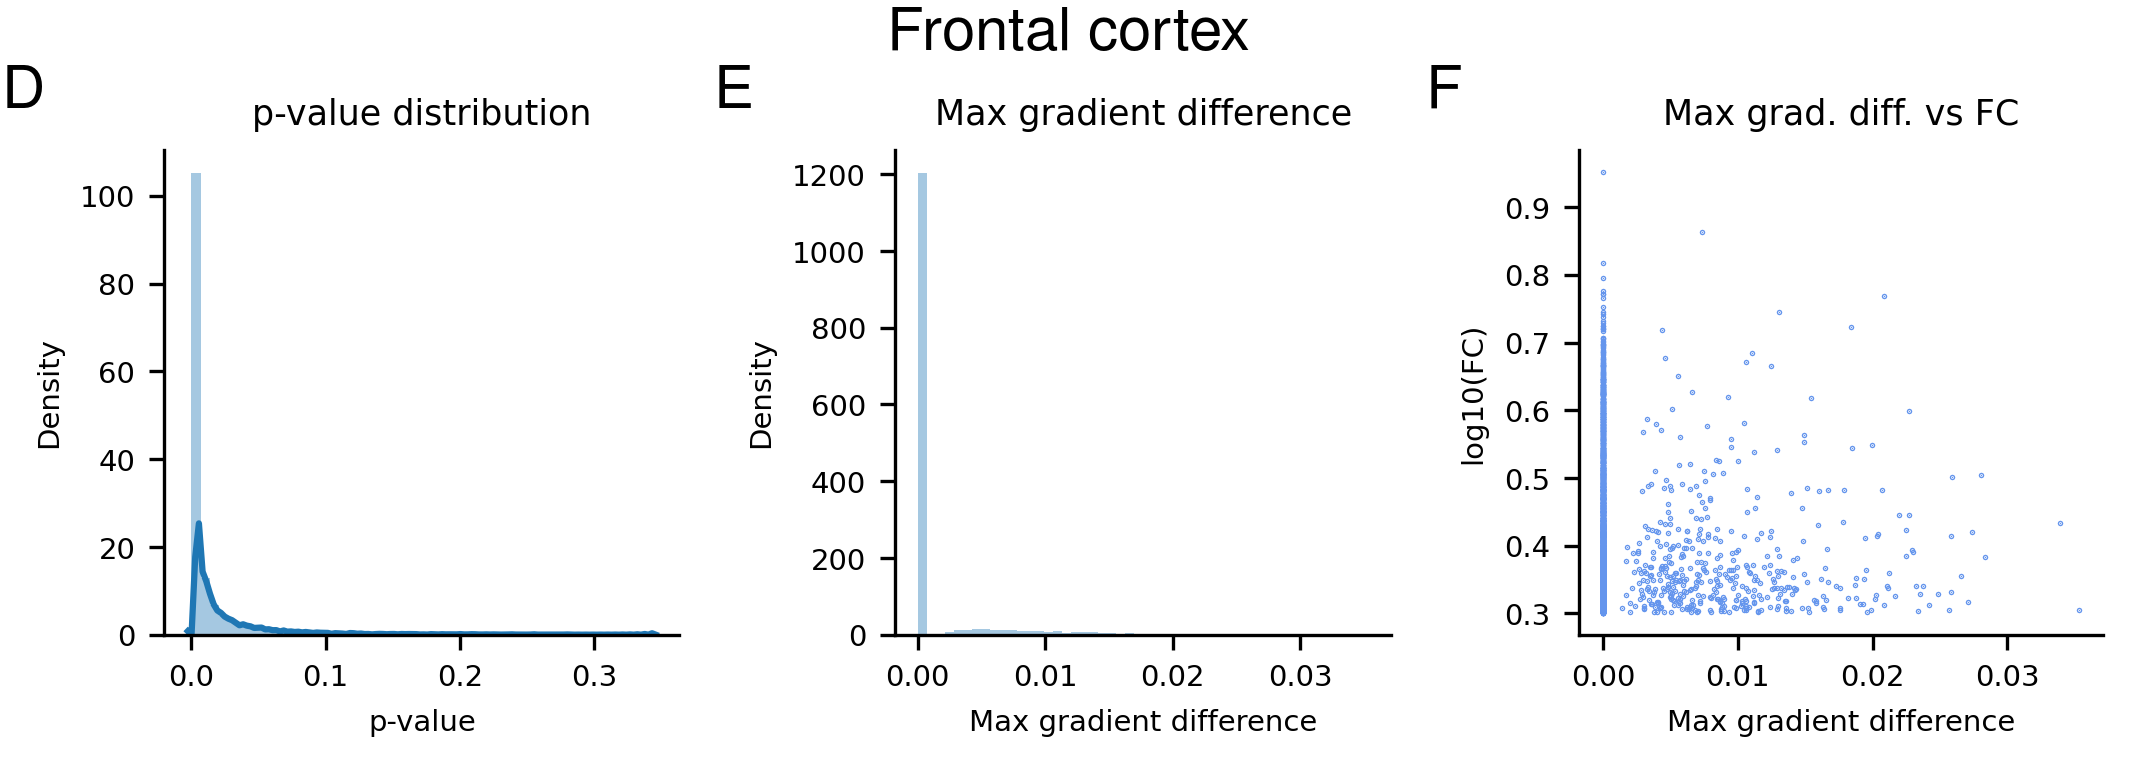 Frontal cortex
D
p-value distribution
100
80
60
40
20
0
Density
0.0 0.1 0.2 0.3
p-value
E
Max gradient difference
1200
1000
800
600
400
200
0
Density
0.00 0.01 0.02 0.03
Max gradient difference
F
Max grad. diff. vs FC
0.9
0.8
0.7
0.6
0.5
0.4
0.3
log10(FC)
0.00 0.01 0.02 0.03
Max gradient difference